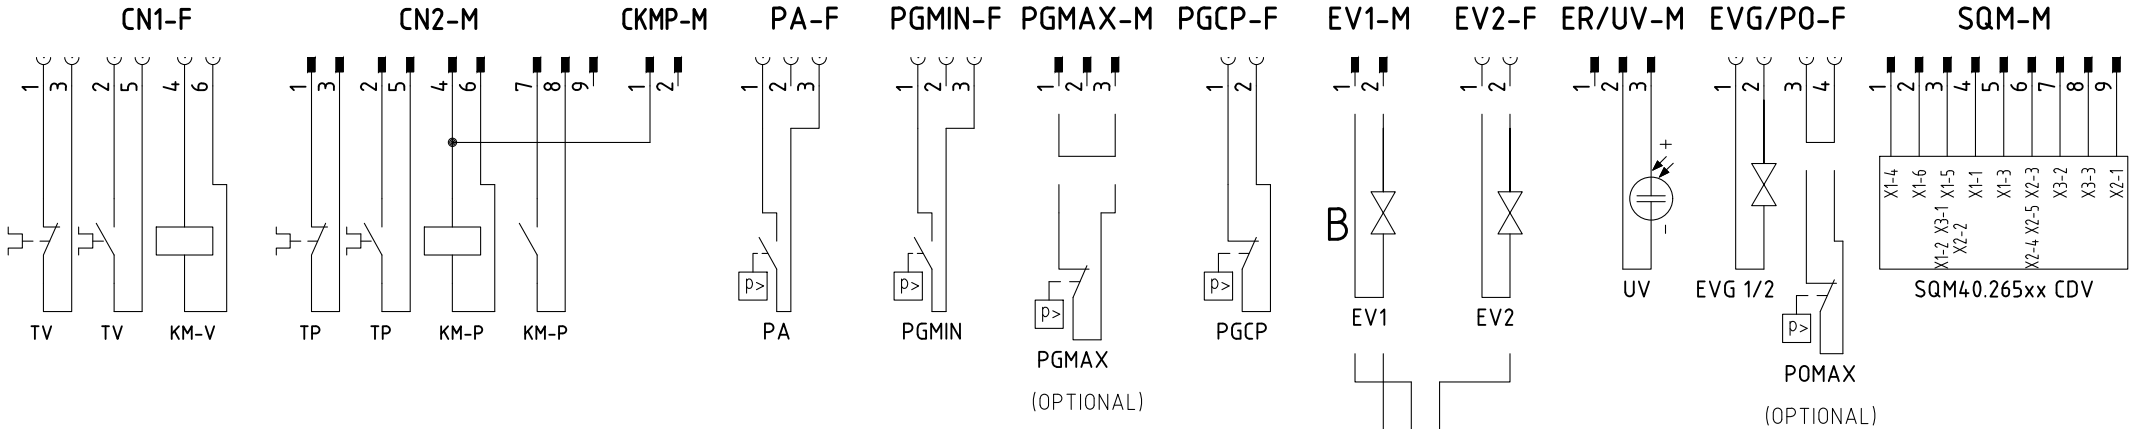 CN1-F CN2-M CKMP-M PA-F PGMIN-F PGMAX-M PGCP-F EV1-M EV2-F ER/UV-M EVG/PO-F SQM-M
1 3 2 5 4 6 1 3 2 5 4 6 7 8 9 1 2 1 2 3 1 2 3 1 2 3 1 2 1 2 1 2 1 2 3 1 2 3 4 1 2 3 4 5 6 7 8 9
+
X1-4 X1-6 X1-5 X1-1 X1-3 X2-3 X3-2 X3-3 X2-1
B
-
X1-2 X3-1 X2-2 X2-4 X2-5
p> p> p> p>
UV EVG 1/2 SQM40.265xx CDV
p> p>
EV1 EV2
TV TV KM-V TP TP KM-P KM-P PA PGMIN PGCP
PGMAX
POMAX
(OPTIONAL)
(OPTIONAL)